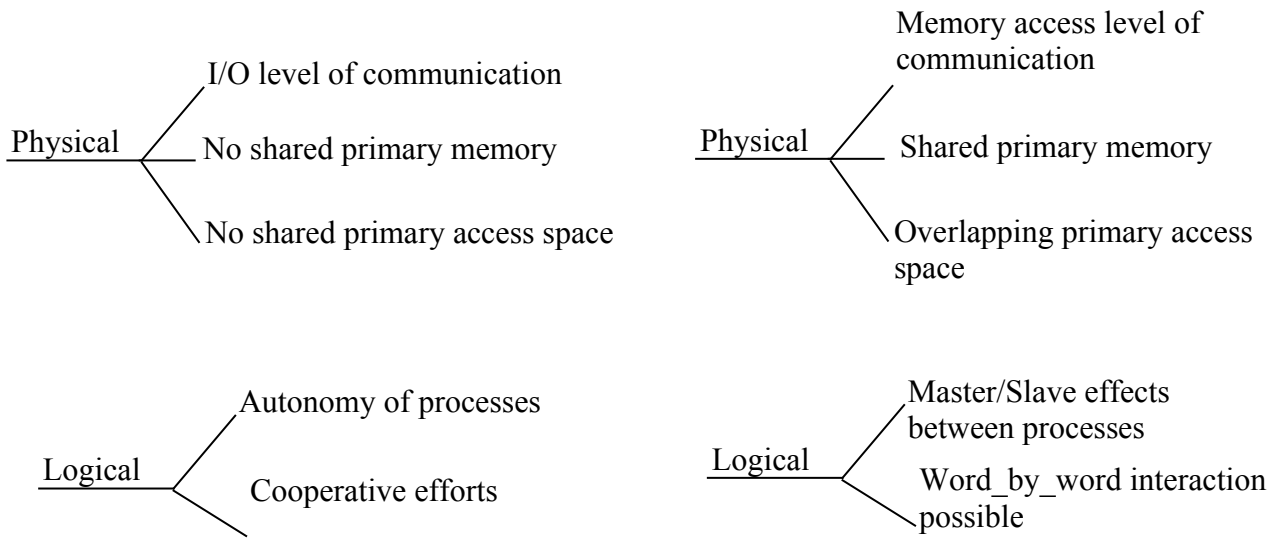 I/O level of communication
Physical
No shared primary memory
No shared primary access space
Memory access level of
communication
Physical
Shared primary memory
Overlapping primary access
space
Autonomy of processes
Logical
Cooperative efforts
Master/Slave effects
between processes
Logical
Word_by_word interaction
possible